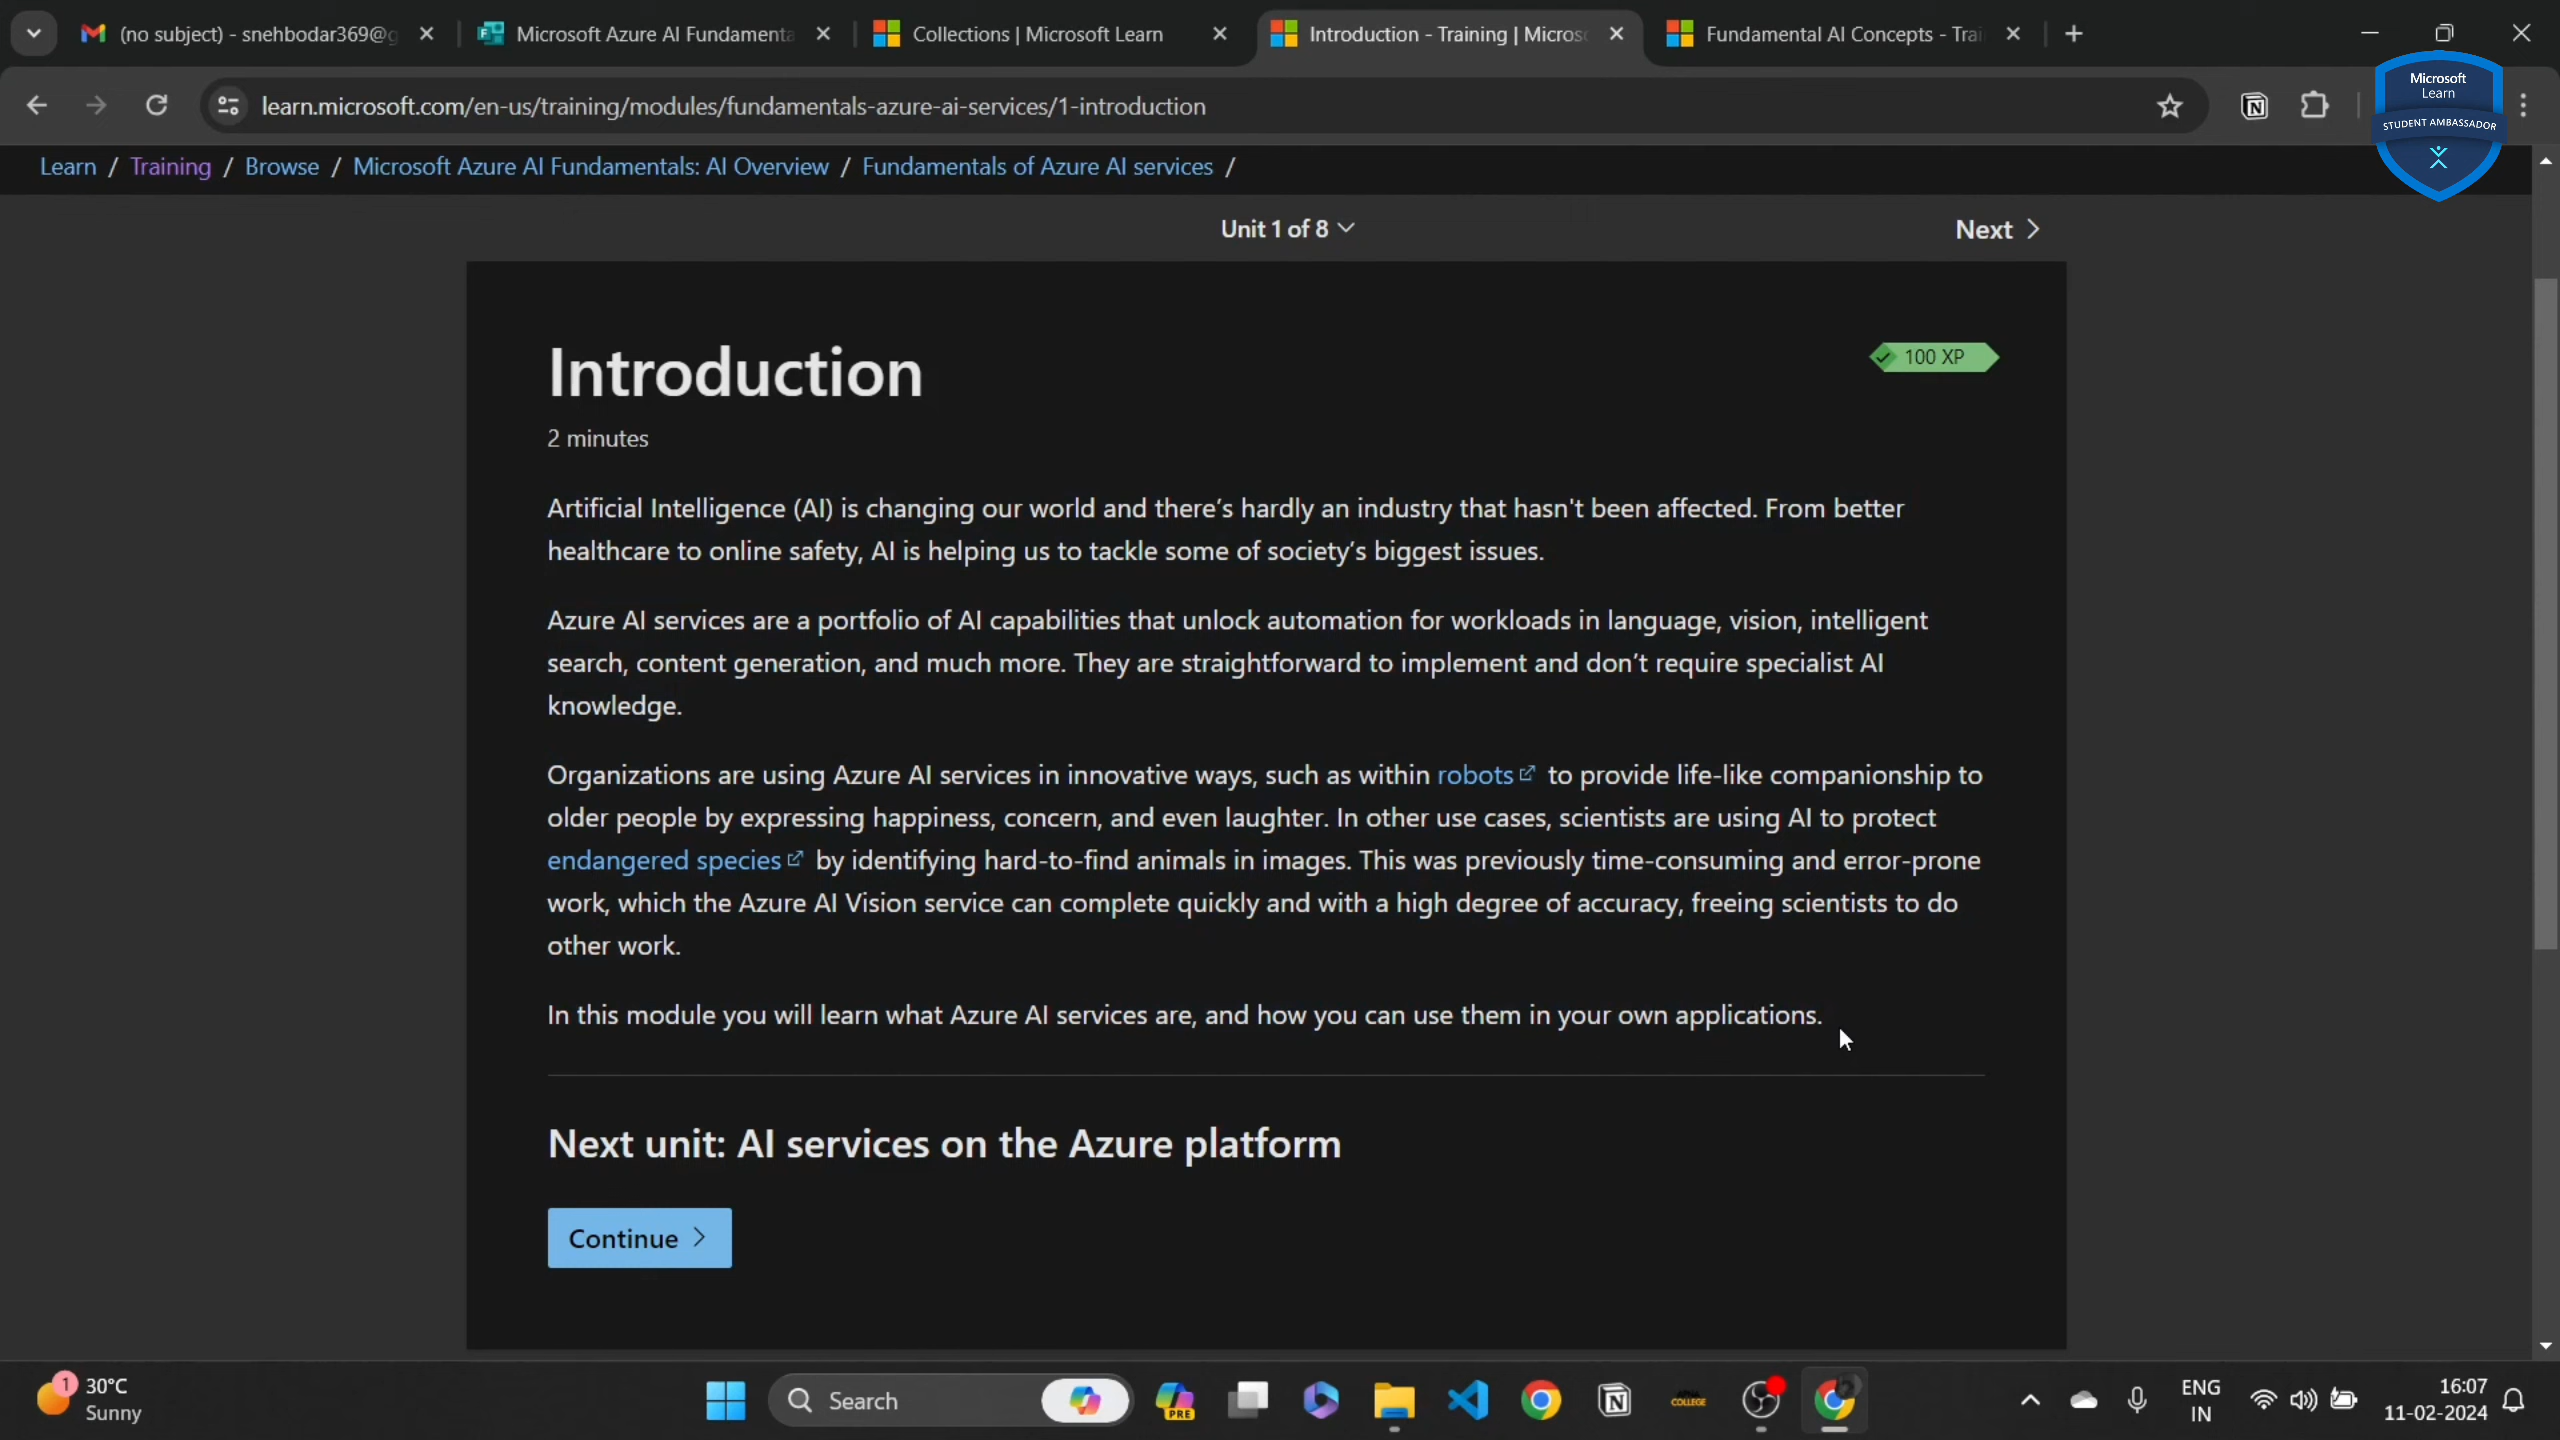 (no subject) - snehbodar369@g
Microsoft Azure AI Fundamenta
Collections | Microsoft Learn
Introduction - Training | Micros
Fundamental AI Concepts - Trai
learn.microsoft.com/en-us/training/modules/fundamentals-azure-ai-services/1-introduction
Microsoft
Learn
STUDENT AMBASSADOR
Learn / Training / Browse / Microsoft Azure AI Fundamentals: AI Overview / Fundamentals of Azure AI services /
Unit 1 of 8
Next
Introduction
100 XP
2 minutes
Artificial Intelligence (AI) is changing our world and there’s hardly an industry that hasn't been affected. From better
healthcare to online safety, AI is helping us to tackle some of society’s biggest issues.
Azure AI services are a portfolio of AI capabilities that unlock automation for workloads in language, vision, intelligent
search, content generation, and much more. They are straightforward to implement and don’t require specialist AI
knowledge.
Organizations are using Azure AI services in innovative ways, such as within robots to provide life-like companionship to
older people by expressing happiness, concern, and even laughter. In other use cases, scientists are using AI to protect
endangered species by identifying hard-to-find animals in images. This was previously time-consuming and error-prone
work, which the Azure AI Vision service can complete quickly and with a high degree of accuracy, freeing scientists to do
other work.
In this module you will learn what Azure AI services are, and how you can use them in your own applications.
Next unit: AI services on the Azure platform
Continue
1
30°C
Sunny
Search
PRE
COLLEGE
ENG
IN
16:07
11-02-2024